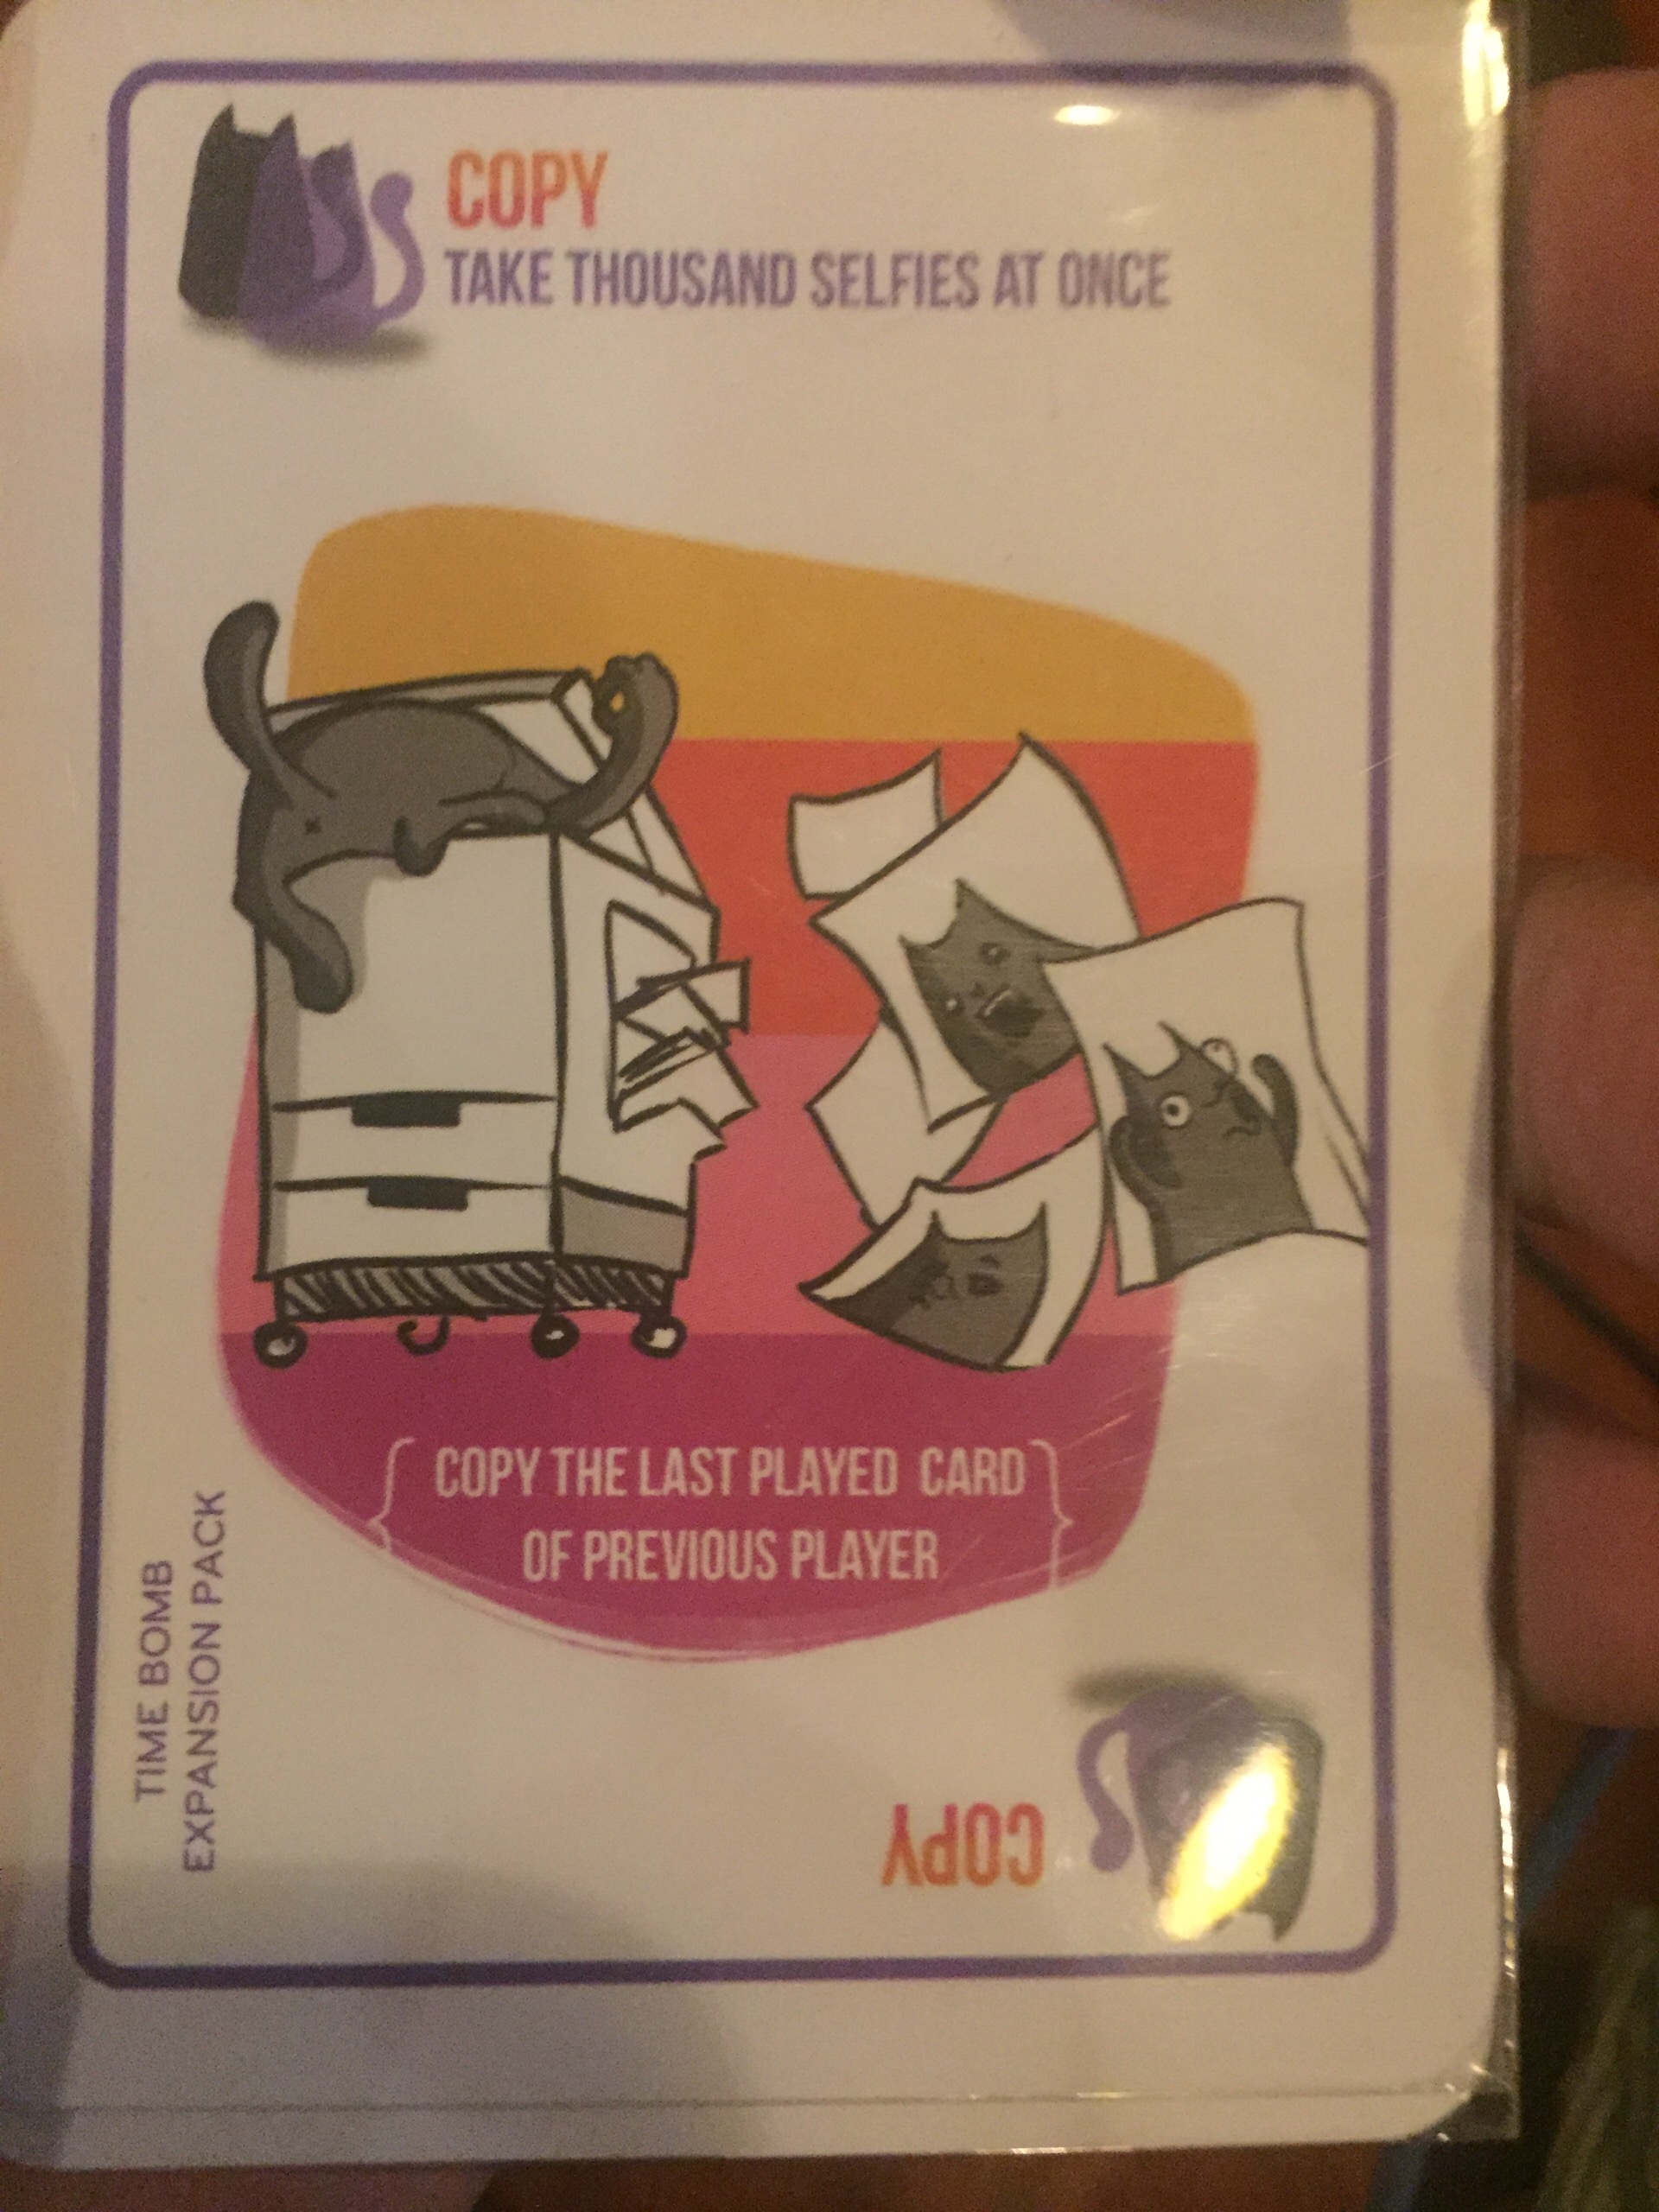 COPY
TAKE THOUSAND SELFIES AT ONCE
COPY THE LAST PLAYED CARD
OF PREVIOUS PLAYER
TIME BOMB
EXPANSION PACK
COPY